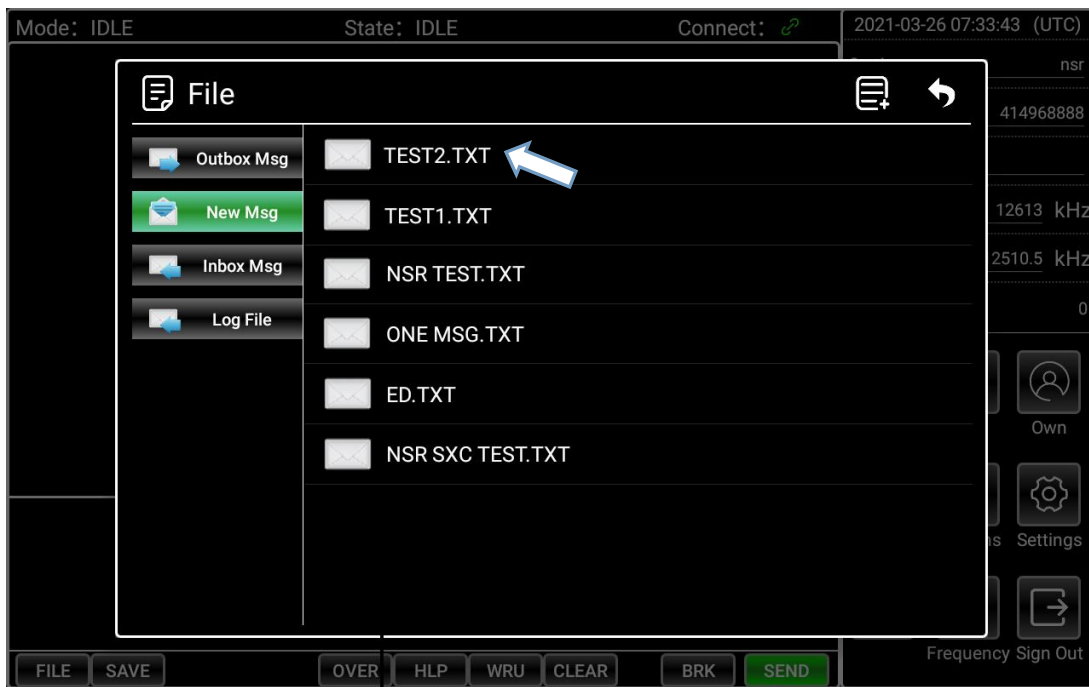 Mode: IDLE State: IDLE Connect: 2021-03-26 07:33:43 (UTC)
File
nsr
414968888
Outbox Msg TEST2.TXT
New Msg TEST1.TXT
12613 kHz
Inbox Msg NSR TEST.TXT
2510.5 kHz
Log File ONE MSG.TXT
0
ED.TXT
Own
NSR SXC TEST.TXT
Settings
Frequency Sign Out
FILE SAVE OVER HLP WRU CLEAR BRK SEND